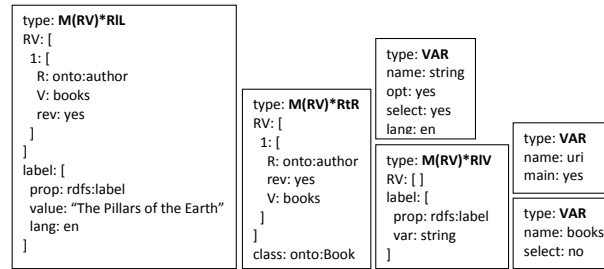 type: M(RV)*RlL
RV: [
1: [
R: onto:author
V: books
rev: yes
]
]
label: [
prop: rdfs:label
value: “The Pillars of the Earth”
lang: en
]
type: M(RV)*RtR
RV: [
1: [
R: onto:author
rev: yes
V: books
]
]
class: onto:Book
type: VAR
name: string
opt: yes
select: yes
lang: en
type: M(RV)*RlV
RV: [ ]
label: [
prop: rdfs:label
var: string
]
type: VAR
name: uri
main: yes
type: VAR
name: books
select: no